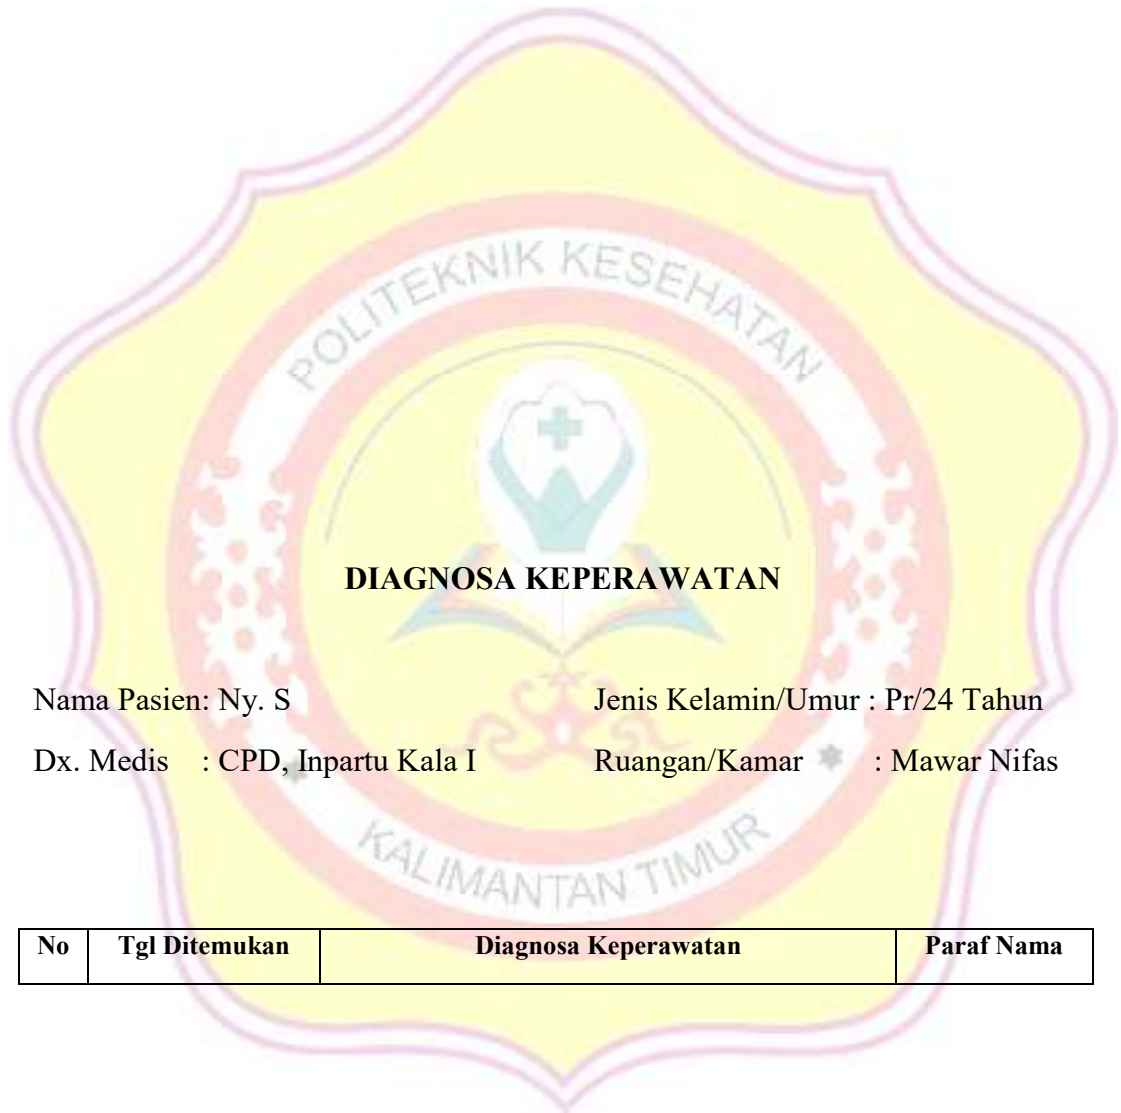 POLITEKNIK KESEHATAN
DIAGNOSA KEPERAWATAN
Nama Pasien: Ny. S Jenis Kelamin/Umur : Pr/24 Tahun
Dx. Medis : CPD, Inpartu Kala I Ruangan/Kamar : Mawar Nifas
KALIMANTAN TIMUR
No Tgl Ditemukan Diagnosa Keperawatan Paraf Nama